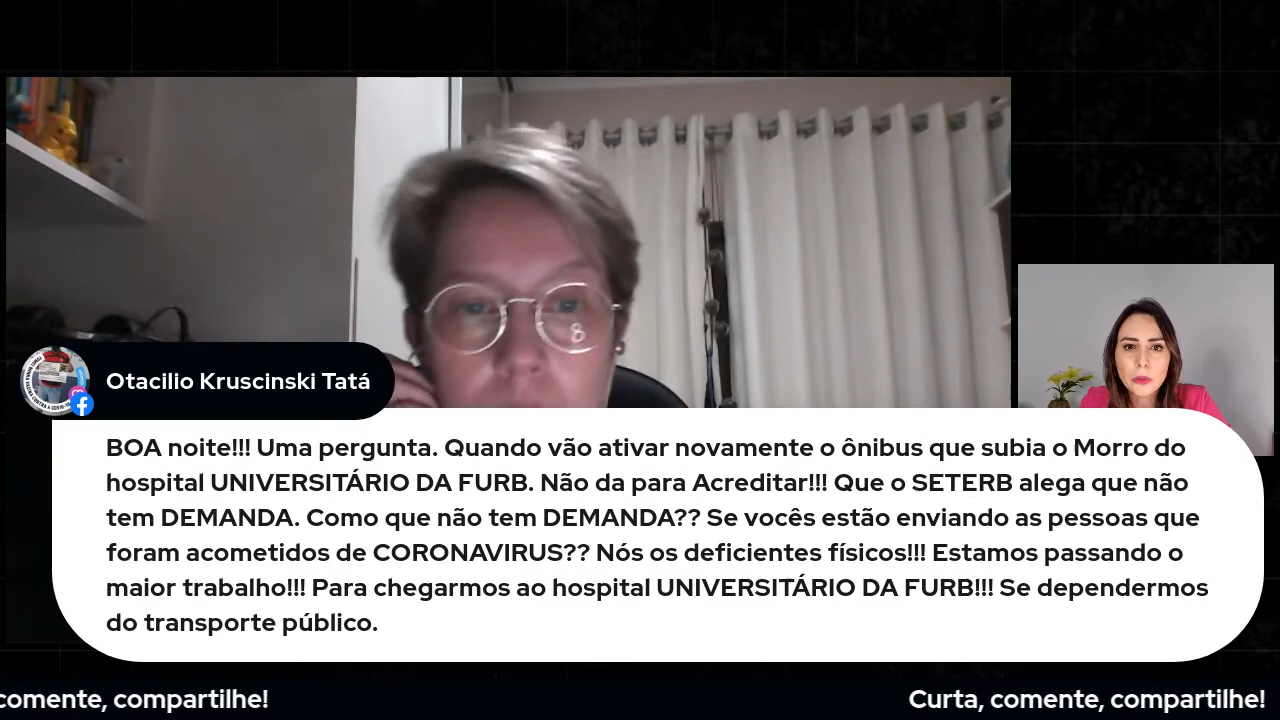 Otacilio Kruscinski Tatá
BOA noite!!! Uma pergunta. Quando vão ativar novamente o ônibus que subia o Morro do
hospital UNIVERSITÁRIO DA FURB. Não da para Acreditar!!! Que o SETERB alega que não
tem DEMANDA. Como que não tem DEMANDA?? Se vocês estão enviando as pessoas que
foram acometidos de CORONAVIRUS?? Nós os deficientes físicos!!! Estamos passando o
maior trabalho!!! Para chegarmos ao hospital UNIVERSITÁRIO DA FURB!!! Se dependermos
do transporte público.
comente, compartilhe!
Curta, comente, compartilhe!